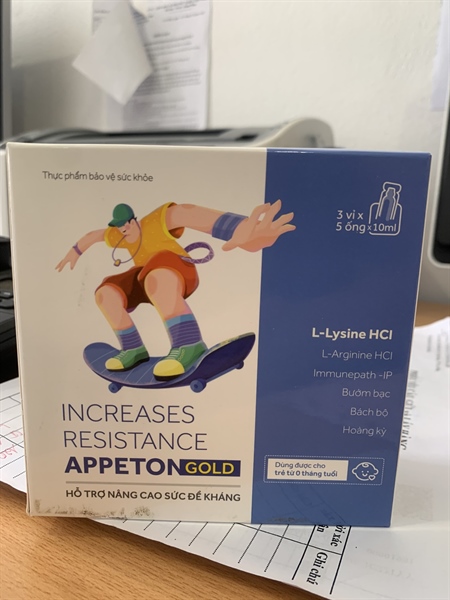 Thực phẩm bảo vệ sức khỏe
3 vỉ x
5 ống x 10ml
L-Lysine HCl
L-Arginine HCl
Immunepath -IP
Bướm bạc
Bách bộ
Hoàng kỳ
INCREASES
RESISTANCE
APPETON GOLD
HỖ TRỢ NÂNG CAO SỨC ĐỀ KHÁNG
Dùng được cho
trẻ từ 0 tháng tuổi
Ghi chú